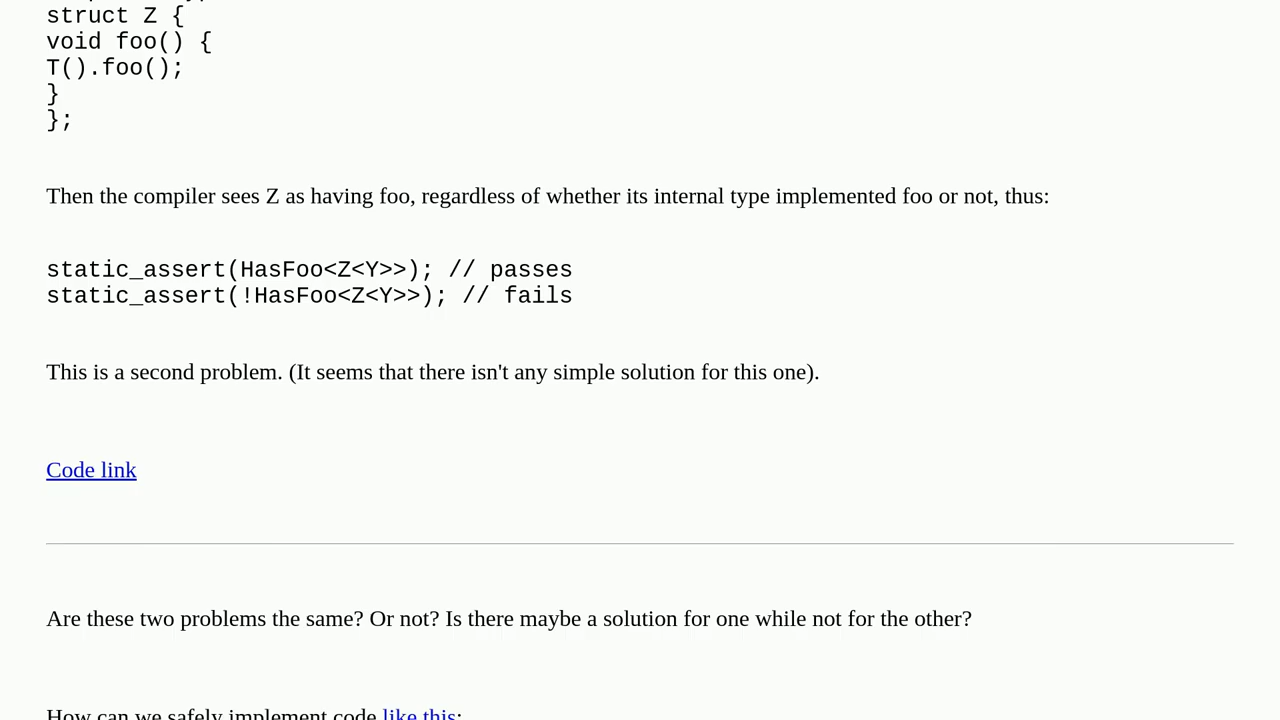 struct Z {
void foo() {
T().foo();
}
};
Then the compiler sees Z as having foo, regardless of whether its internal type implemented foo or not, thus:
static_assert(HasFoo<Z<Y>>); // passes
static_assert(!HasFoo<Z<Y>>); // fails
This is a second problem. (It seems that there isn't any simple solution for this one).
Code link
Are these two problems the same? Or not? Is there maybe a solution for one while not for the other?
How can we safely implement code like this: